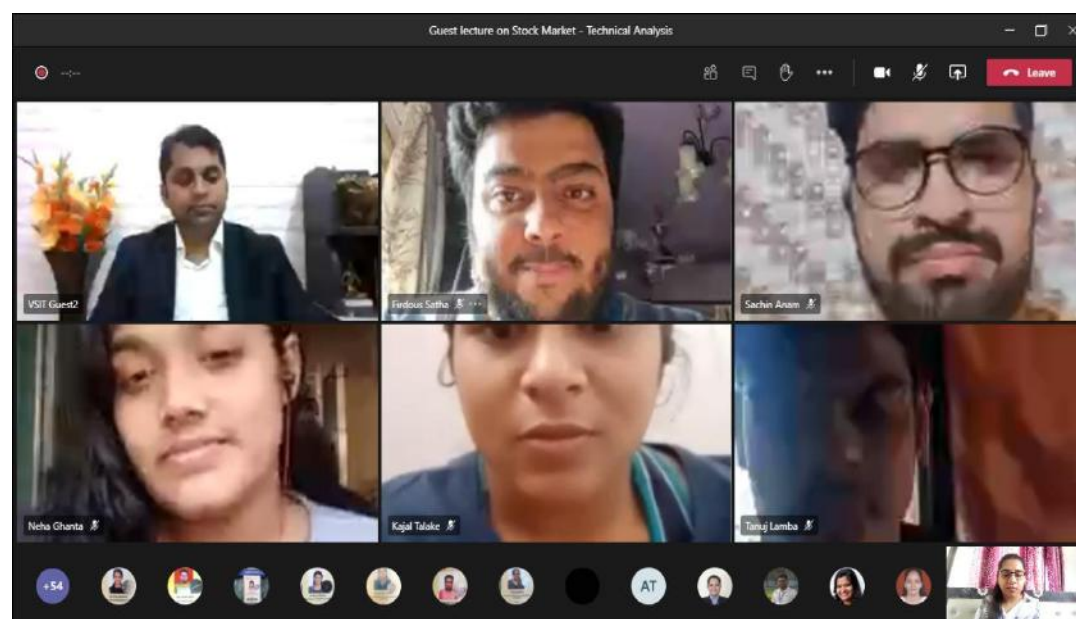 Guest lecture on Stock Market - Technical Analysis
--:--
Leave
VSIT Guest2
Firdous Satha
Sachin Anam
Neha Ghanta
Kajal Talake
Tanuj Lamba
+54
AT